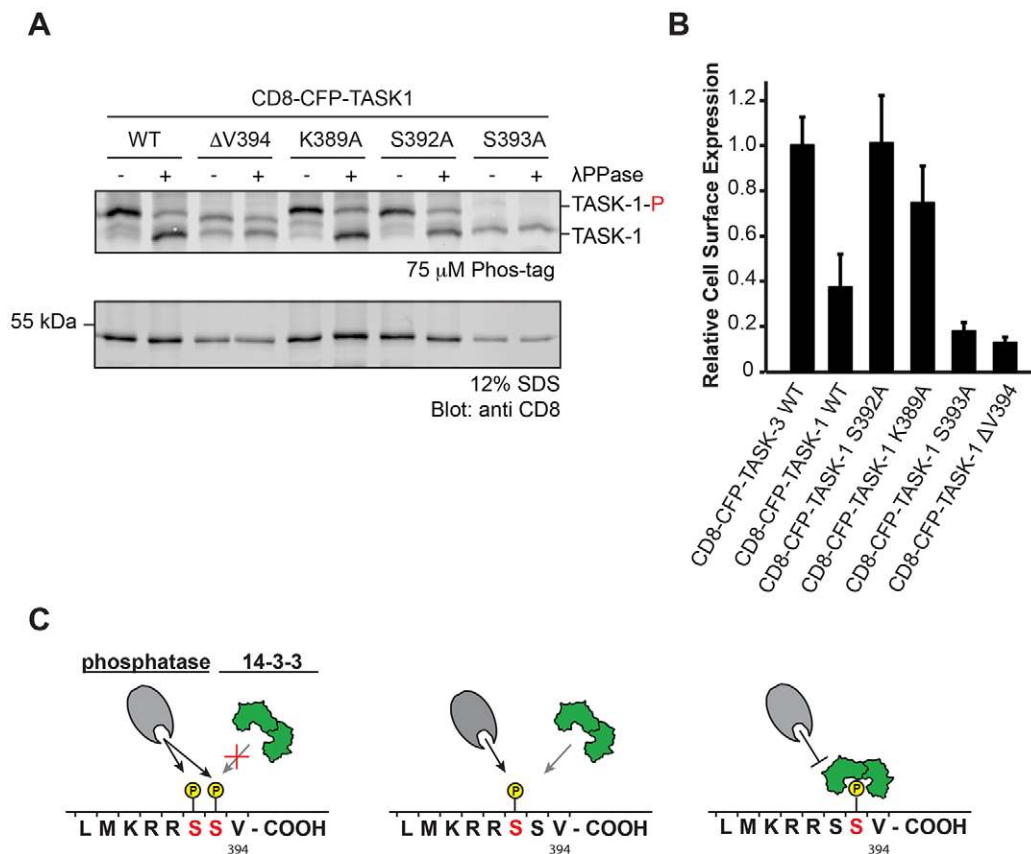 A
CD8-CFP-TASK1
WT ΔV394 K389A S392A S393A
- + - + - + - + - + λPPase
TASK-1-P
TASK-1
75 μM Phos-tag
55 kDa
12% SDS
Blot: anti CD8
B
Relative Cell Surface Expression
1.2
1.0
0.8
0.6
0.4
0.2
0
CD8-CFP-TASK-3 WT
CD8-CFP-TASK-1 WT
CD8-CFP-TASK-1 S392A
CD8-CFP-TASK-1 K389A
CD8-CFP-TASK-1 S393A
CD8-CFP-TASK-1 ΔV394
C
phosphatase 14-3-3
P P
L M K R R S S V - COOH
394
P
L M K R R S S V - COOH
394
P
L M K R R S S V - COOH
394